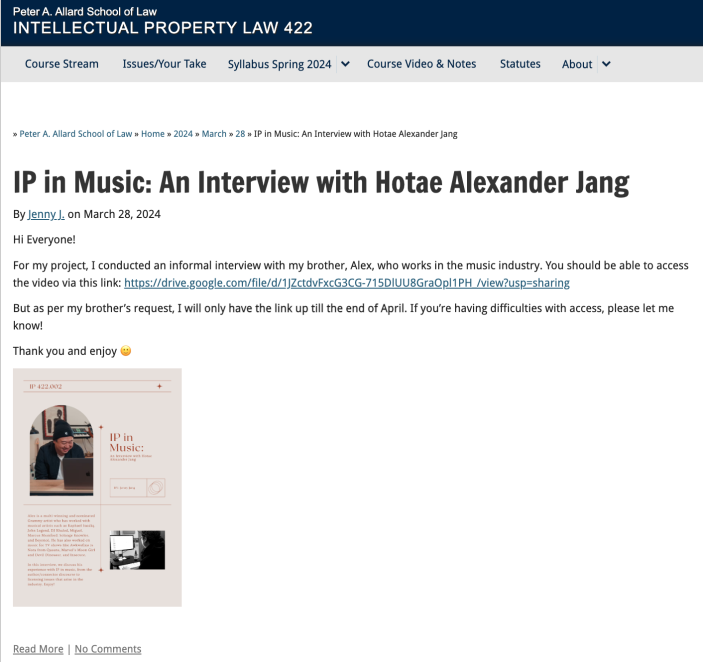 Peter A. Allard School of Law
INTELLECTUAL PROPERTY LAW 422
Course Stream Issues/Your Take Syllabus Spring 2024 Course Video & Notes Statutes About
» Peter A. Allard School of Law » Home » 2024 » March » 28 » IP in Music: An Interview with Hotae Alexander Jang
IP in Music: An Interview with Hotae Alexander Jang
By Jenny J. on March 28, 2024
Hi Everyone!
For my project, I conducted an informal interview with my brother, Alex, who works in the music industry. You should be able to access
the video via this link: https://drive.google.com/file/d/1JZctdvFxcG3CG-715DlUU8GraOpl1PH_/view?usp=sharing
But as per my brother's request, I will only have the link up till the end of April. If you're having difficulties with access, please let me
know!
Thank you and enjoy 🙂
IP 422.002
IP in
Music:
An Interview with Hotae
Alexander Jang
Read More | No Comments